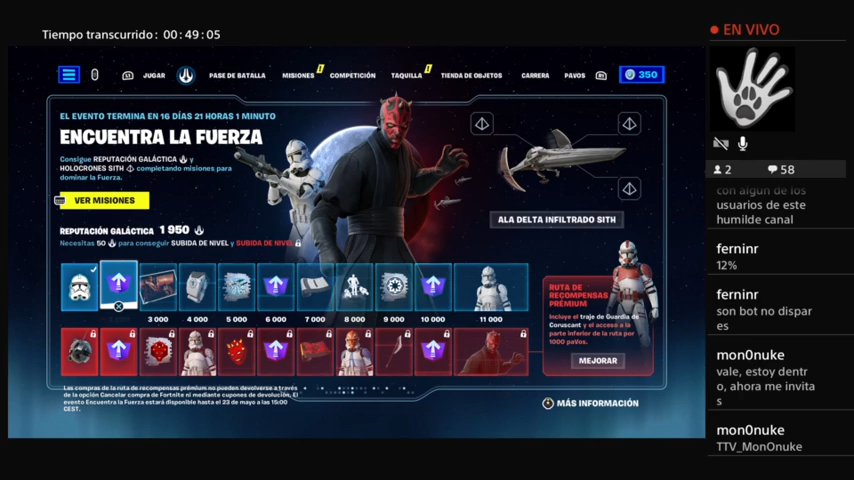 Tiempo transcurrido: 00:49:05
EN VIVO
JUGAR
PASE DE BATALLA
MISIONES
COMPETICIÓN
TAQUILLA
TIENDA DE OBJETOS
CARRERA
PAVOS
350
EL EVENTO TERMINA EN 16 DÍAS 21 HORAS 1 MINUTO
ENCUENTRA LA FUERZA
Consigue REPUTACIÓN GALÁCTICA y
HOLOCRONES SITH completando misiones para
dominar la Fuerza.
VER MISIONES
REPUTACIÓN GALÁCTICA 1 950
Necesitas 50 para conseguir SUBIDA DE NIVEL y SUBIDA DE NIVEL
ALA DELTA INFILTRADO SITH
3 000
4 000
5 000
6 000
7 000
8 000
9 000
10 000
11 000
RUTA DE
RECOMPENSAS
PRÉMIUM
Incluye el traje de Guardia de
Coruscant y el acceso a la
parte inferior de la ruta por
1000 paVos.
MEJORAR
Las compras de la ruta de recompensas prémium no pueden devolverse a través
de la opción Cancelar compra de Fortnite ni mediante cupones de devolución. El
evento Encuentra la Fuerza estará disponible hasta el 23 de mayo a las 15:00
CEST.
MÁS INFORMACIÓN
2
58
con algun de los
usuarios de este
humilde canal
ferninr
12%
ferninr
son bot no dispar
es
mon0nuke
vale, estoy dentr
o, ahora me invita
s
mon0nuke
TTV_MonOnuke